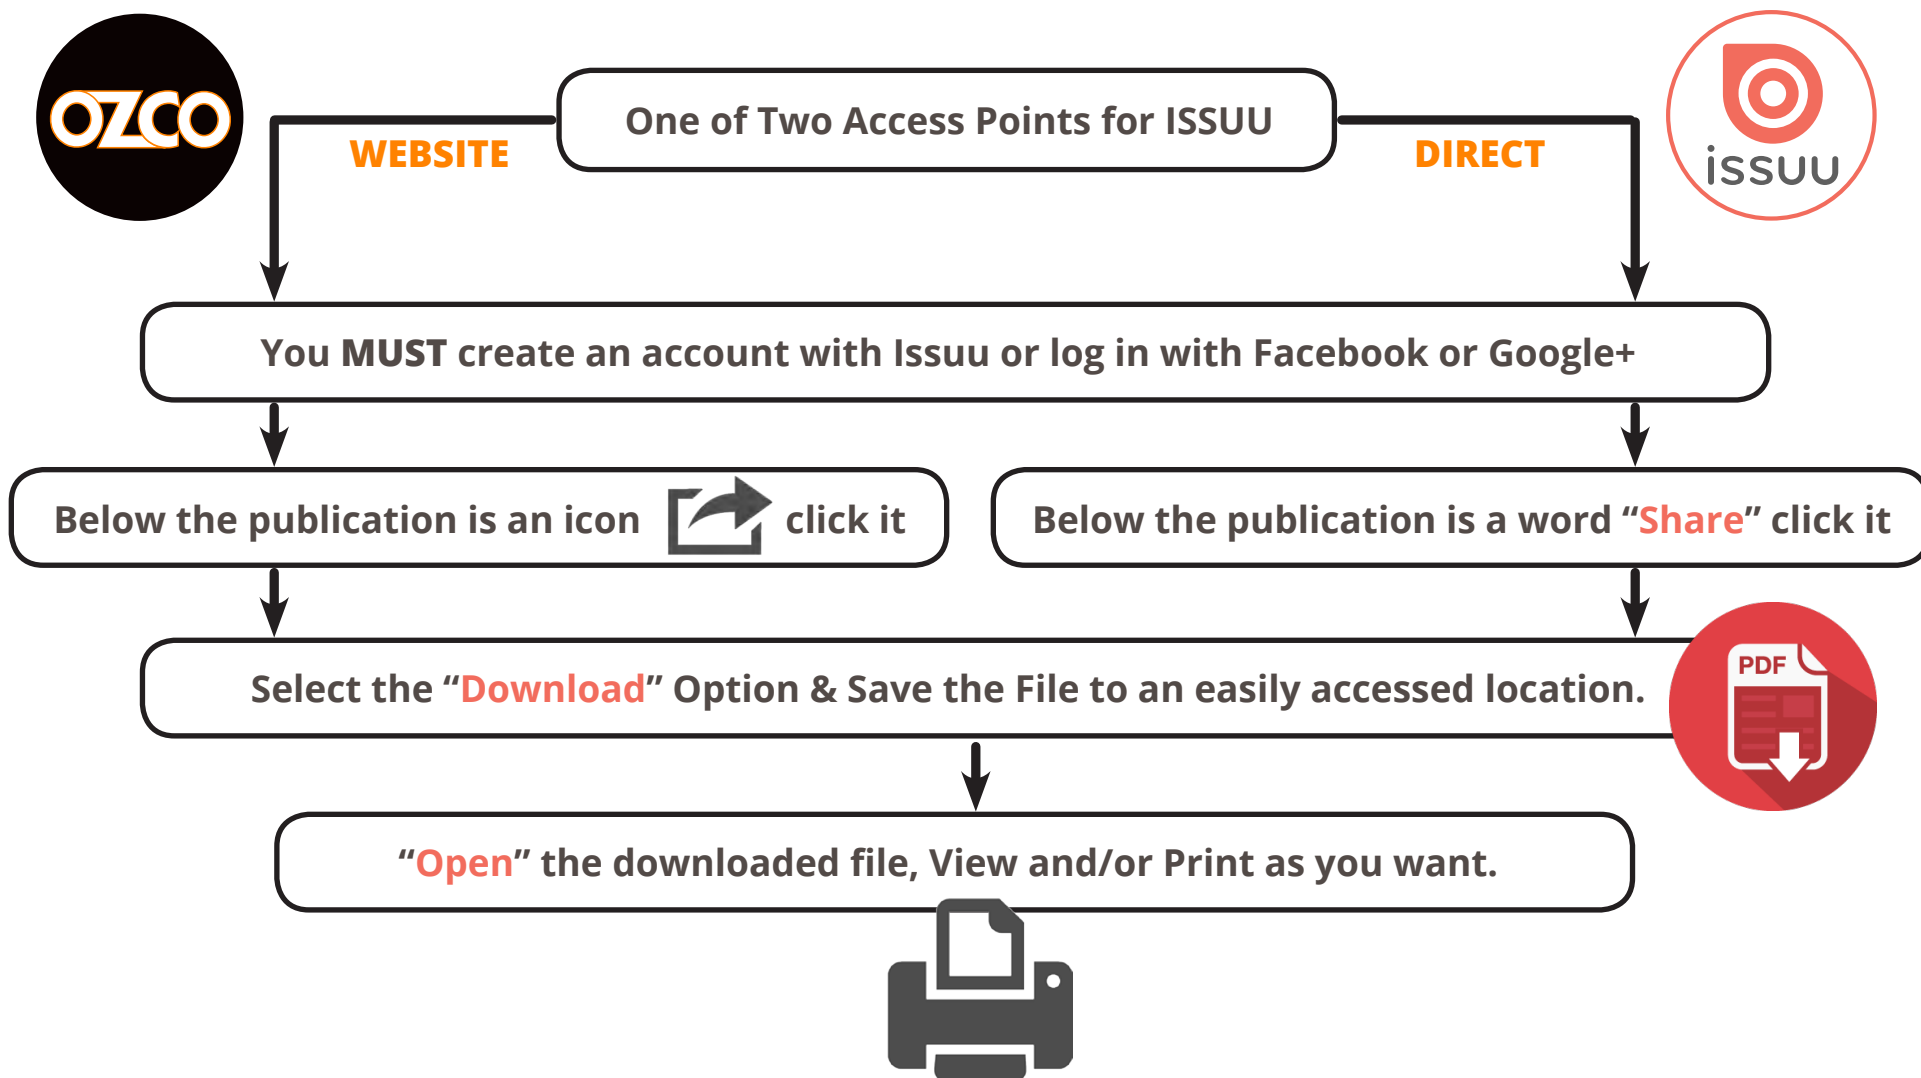 OZCO
One of Two Access Points for ISSUU
WEBSITE
DIRECT
issuu
You MUST create an account with Issuu or log in with Facebook or Google+
Below the publication is an icon click it
Below the publication is a word “Share” click it
Select the “Download” Option & Save the File to an easily accessed location.
PDF
“Open” the downloaded file, View and/or Print as you want.